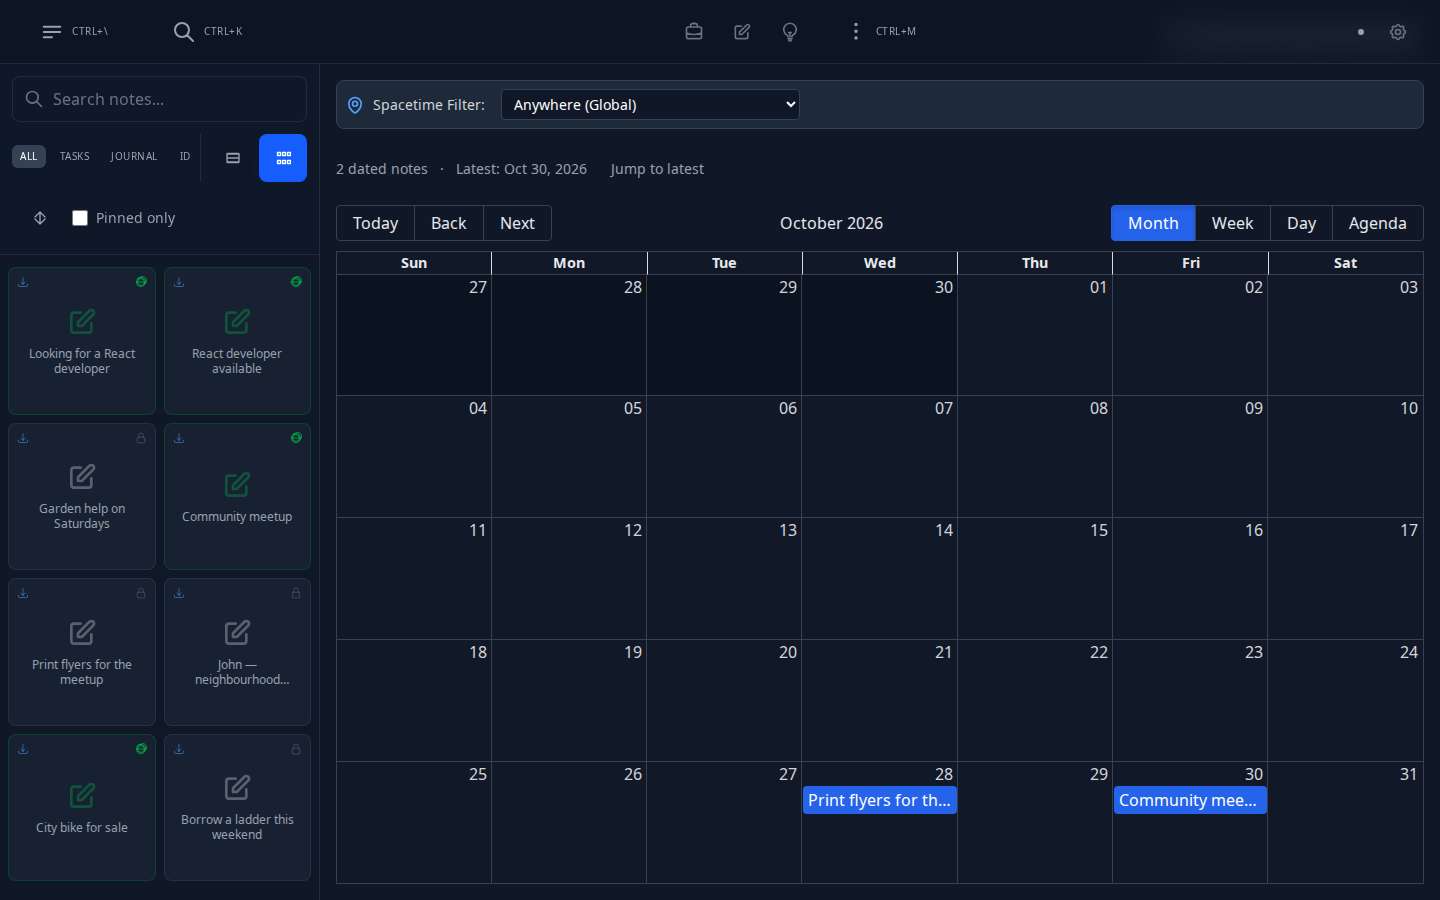 CTRL+\ CTRL+K CTRL+M
Search notes...
ALL TASKS JOURNAL ID
Pinned only
Looking for a React
developer
React developer
available
Garden help on
Saturdays
Community meetup
Print flyers for the
meetup
John —
neighbourhood...
City bike for sale
Borrow a ladder this
weekend
Spacetime Filter: Anywhere (Global)
2 dated notes · Latest: Oct 30, 2026 Jump to latest
Today Back Next October 2026 Month Week Day Agenda
Sun Mon Tue Wed Thu Fri Sat
27 28 29 30 01 02 03
04 05 06 07 08 09 10
11 12 13 14 15 16 17
18 19 20 21 22 23 24
25 26 27 28 29 30 31
Print flyers for th... Community mee...